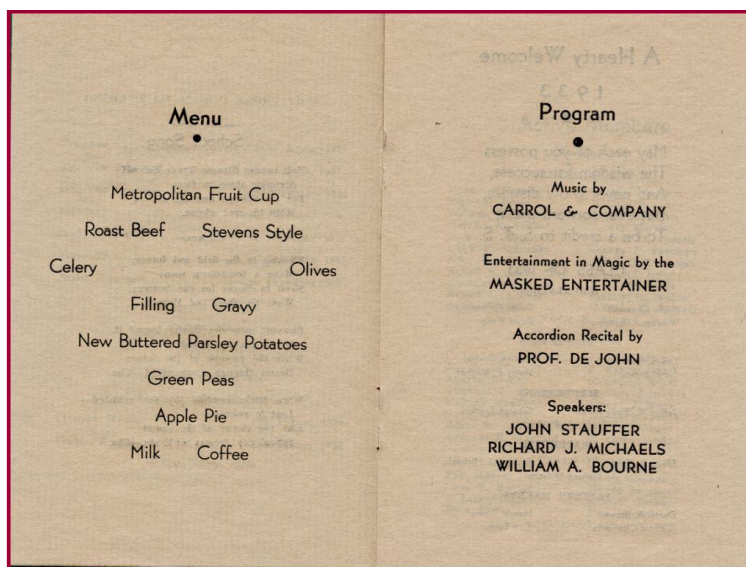 Menu
Metropolitan Fruit Cup
Roast Beef Stevens Style
Celery Olives
Filling Gravy
New Buttered Parsley Potatoes
Green Peas
Apple Pie
Milk Coffee
Program
Music by
CARROL & COMPANY
Entertainment in Magic by the
MASKED ENTERTAINER
Accordion Recital by
PROF. DE JOHN
Speakers:
JOHN STAUFFER
RICHARD J. MICHAELS
WILLIAM A. BOURNE